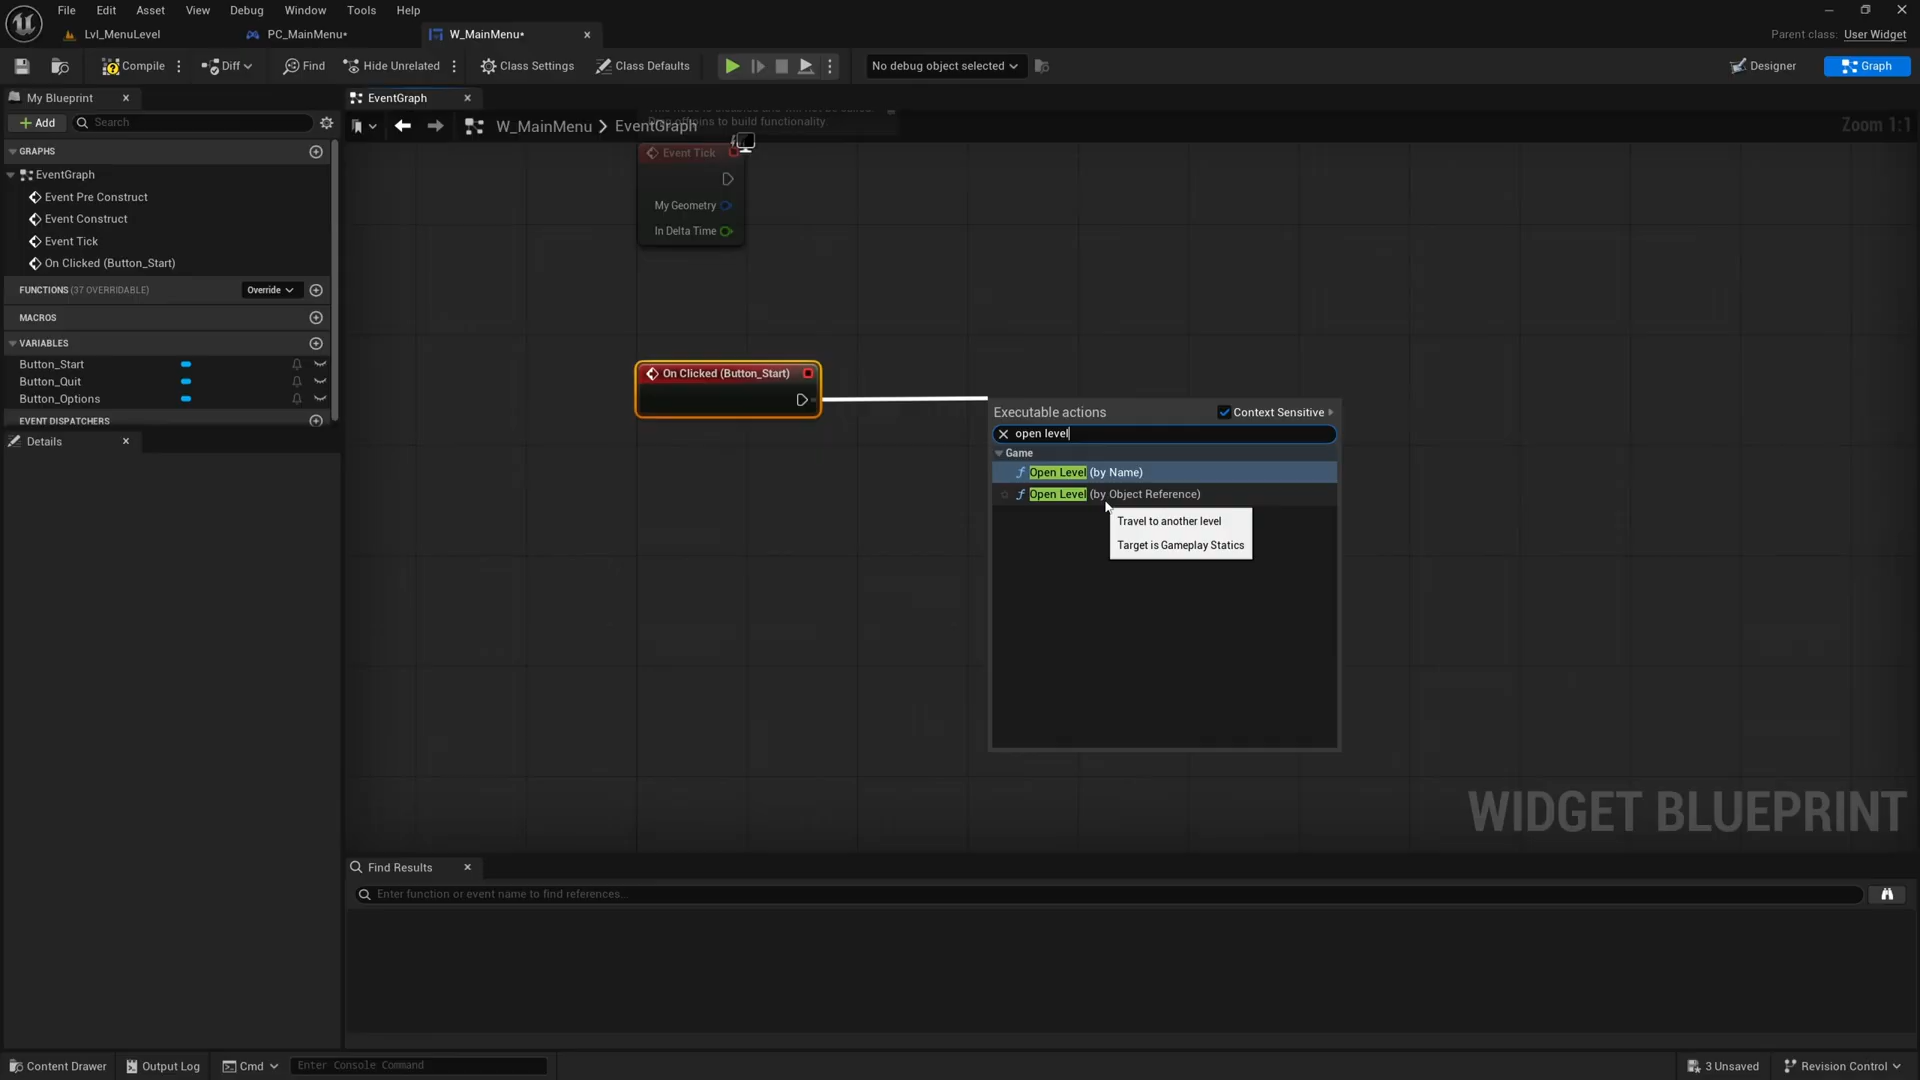 File Edit Asset View Debug Window Tools Help
Lvl_MenuLevel PC_MainMenu* W_MainMenu*
Parent class: User Widget
Compile Diff Find Hide Unrelated Class Settings Class Defaults No debug object selected Designer Graph
My Blueprint
EventGraph
Add Search
W_MainMenu > EventGraph
Zoom 1:1
GRAPHS
EventGraph
Event Pre Construct
Event Construct
Event Tick
On Clicked (Button_Start)
FUNCTIONS (37 OVERRIDABLE) Override
MACROS
VARIABLES
Button_Start
Button_Quit
Button_Options
EVENT DISPATCHERS
Details
to build functionality.
Event Tick
My Geometry
In Delta Time
On Clicked (Button_Start)
Executable actions Context Sensitive
open level
Game
Open Level (by Name)
Open Level (by Object Reference)
Travel to another level
Target is Gameplay Statics
WIDGET BLUEPRINT
Find Results
Enter function or event name to find references...
Content Drawer Output Log Cmd Enter Console Command 3 Unsaved Revision Control